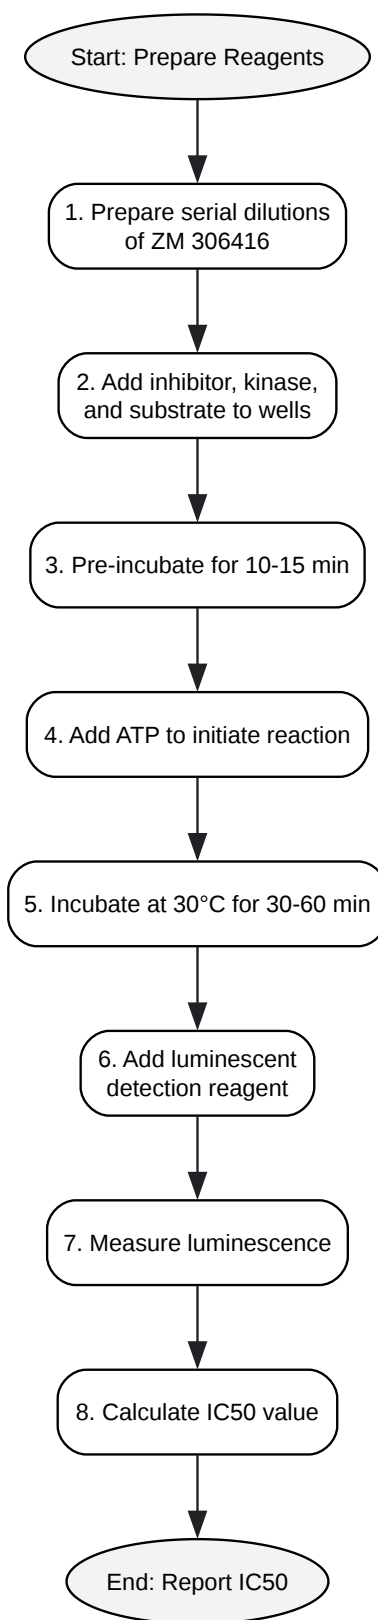 Start: Prepare Reagents
1. Prepare serial dilutions
of ZM 306416
2. Add inhibitor, kinase,
and substrate to wells
3. Pre-incubate for 10-15 min
4. Add ATP to initiate reaction
5. Incubate at 30°C for 30-60 min
6. Add luminescent
detection reagent
7. Measure luminescence
8. Calculate IC50 value
End: Report IC50